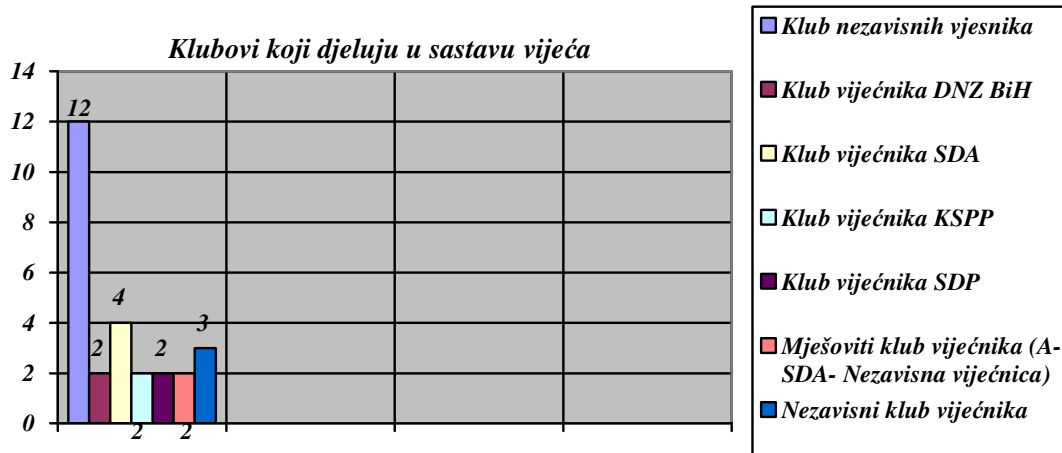 Klubovi koji djeluju u sastavu vijeća
14
12
10
8
6
4
2
0
12
2
4
2
2
2
3
Klub nezavisnih vjesnika
Klub vijećnika DNZ BiH
Klub vijećnika SDA
Klub vijećnika KSPP
Klub vijećnika SDP
Mješoviti klub vijećnika (A-
SDA- Nezavisna vijećnica)
Nezavisni klub vijećnika